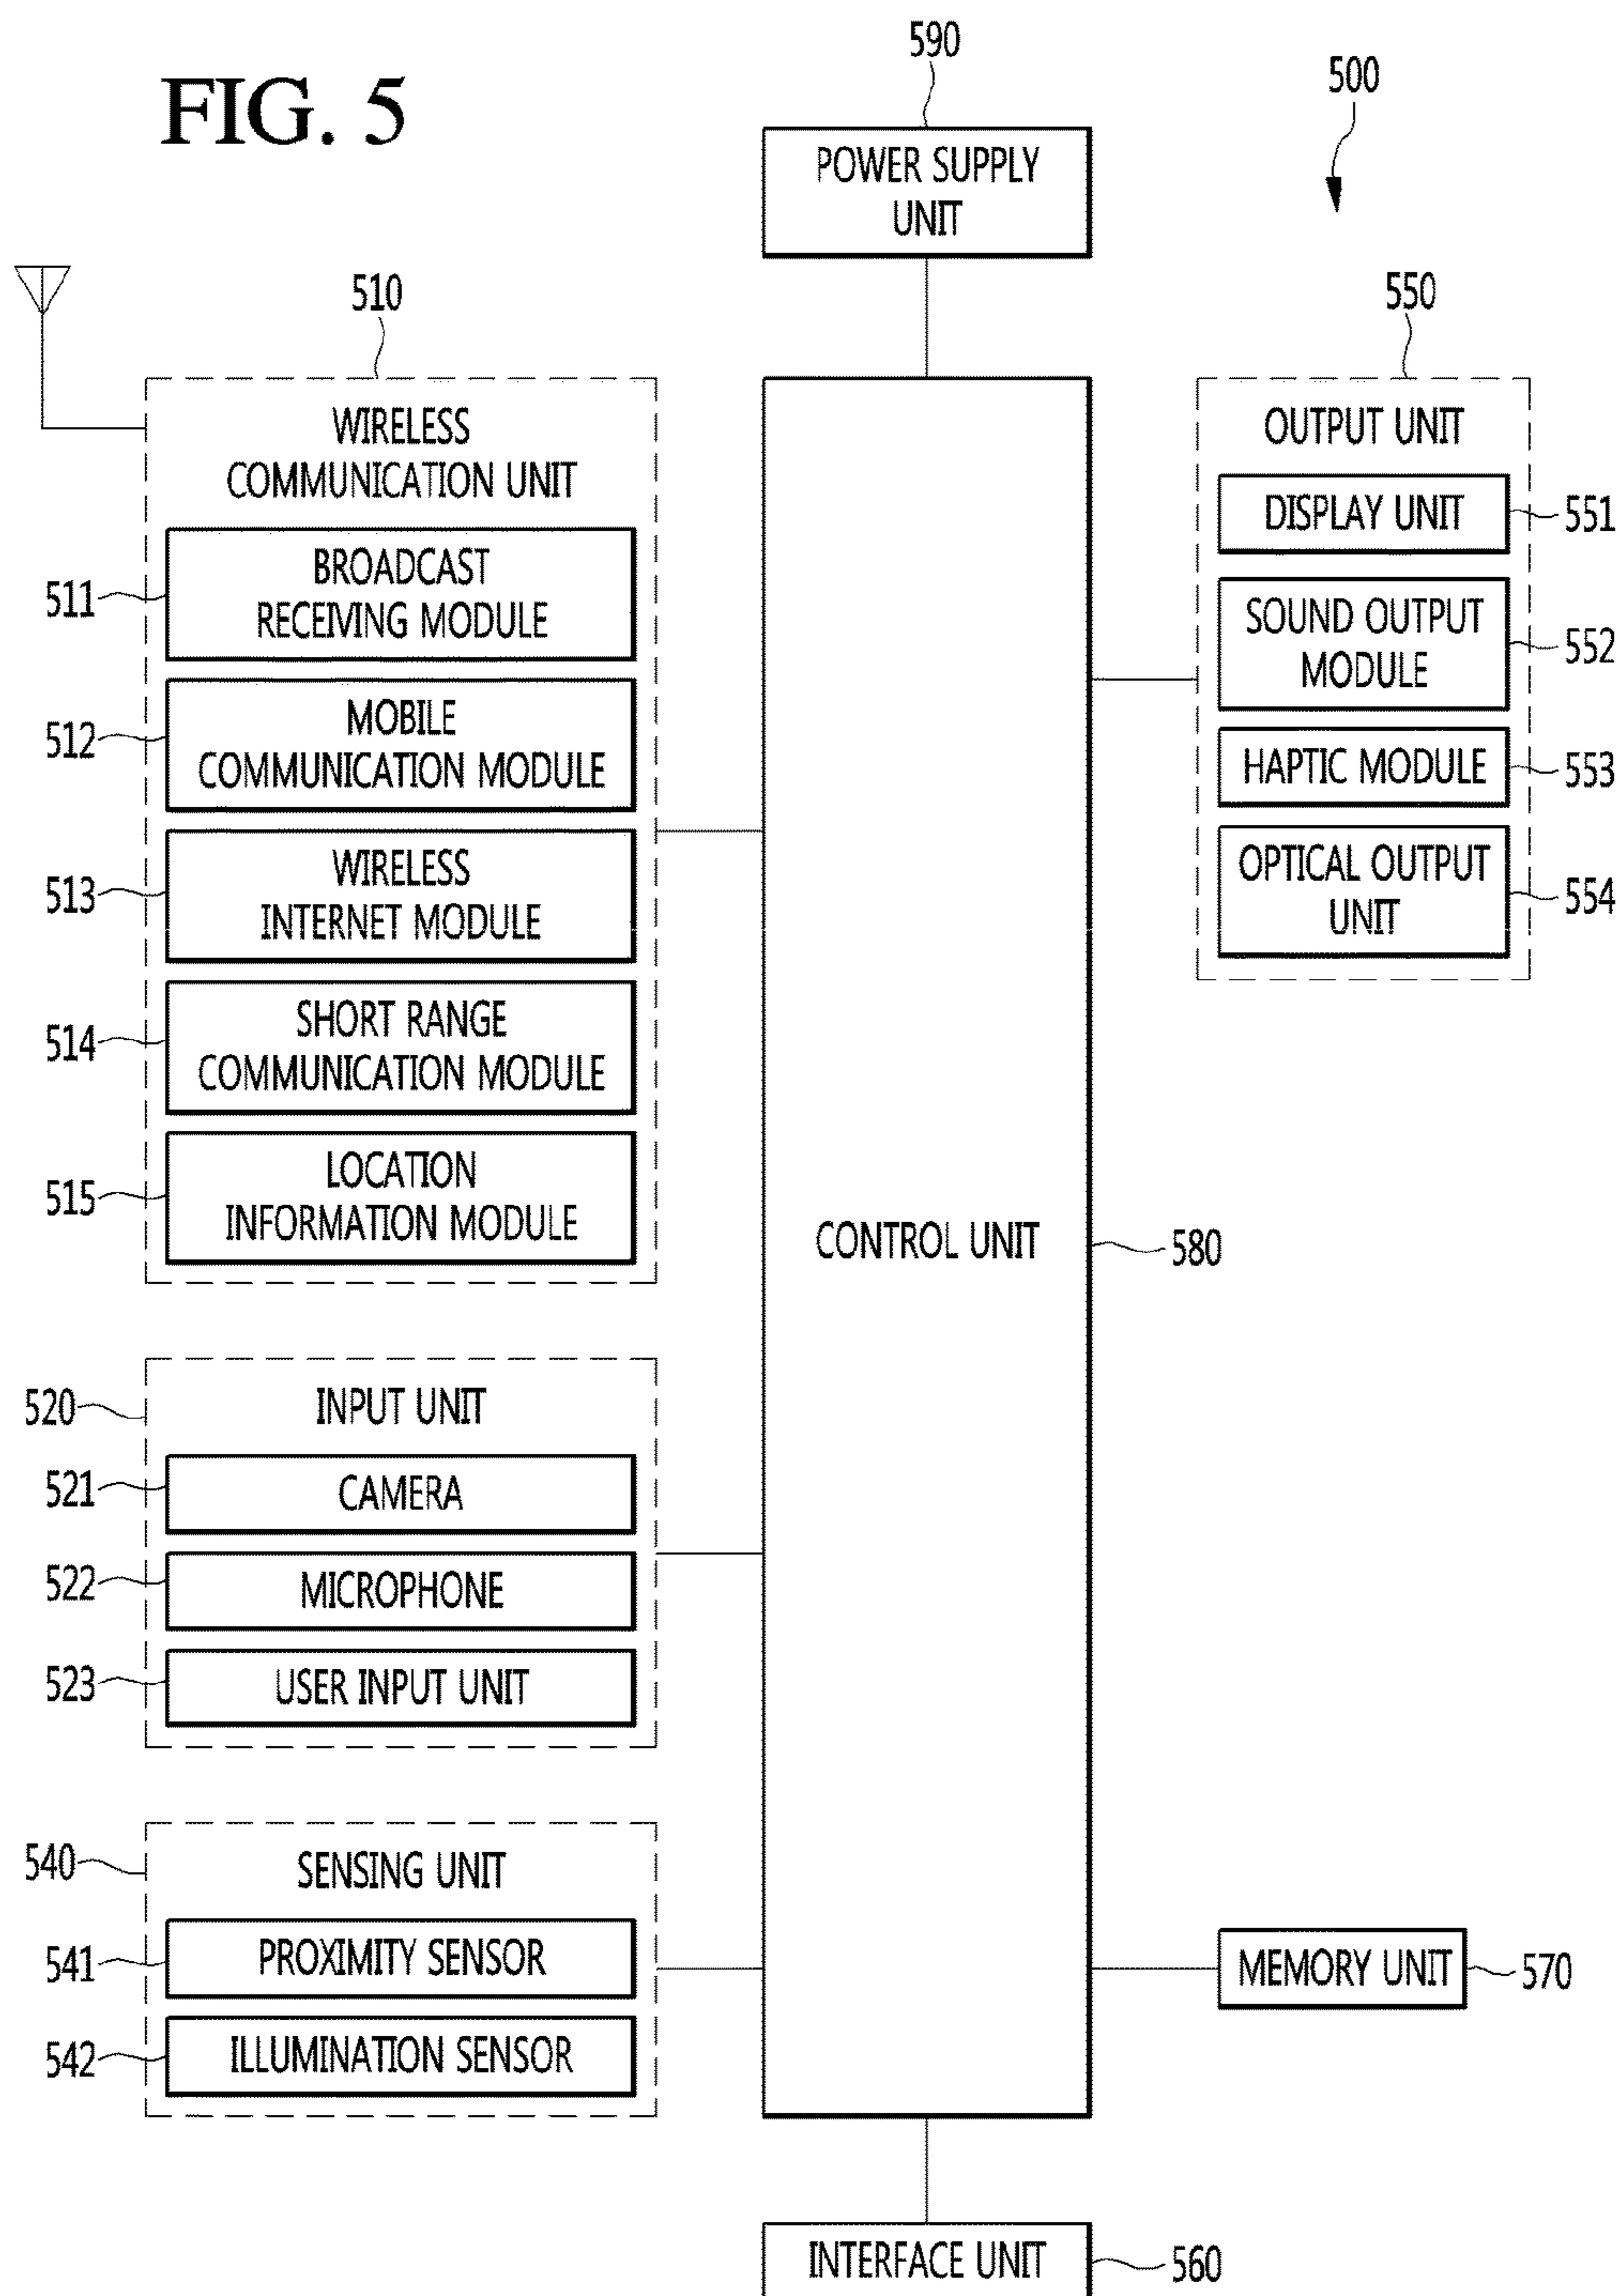 FIG. 5
590
500
POWER SUPPLY
UNIT
510
550
WIRELESS
COMMUNICATION UNIT
511
BROADCAST
RECEIVING MODULE
512
MOBILE
COMMUNICATION MODULE
513
WIRELESS
INTERNET MODULE
514
SHORT RANGE
COMMUNICATION MODULE
515
LOCATION
INFORMATION MODULE
520
INPUT UNIT
521
CAMERA
522
MICROPHONE
523
USER INPUT UNIT
540
SENSING UNIT
541
PROXIMITY SENSOR
542
ILLUMINATION SENSOR
CONTROL UNIT
580
OUTPUT UNIT
DISPLAY UNIT
551
SOUND OUTPUT
MODULE
552
HAPTIC MODULE
553
OPTICAL OUTPUT
UNIT
554
MEMORY UNIT
570
INTERFACE UNIT
560